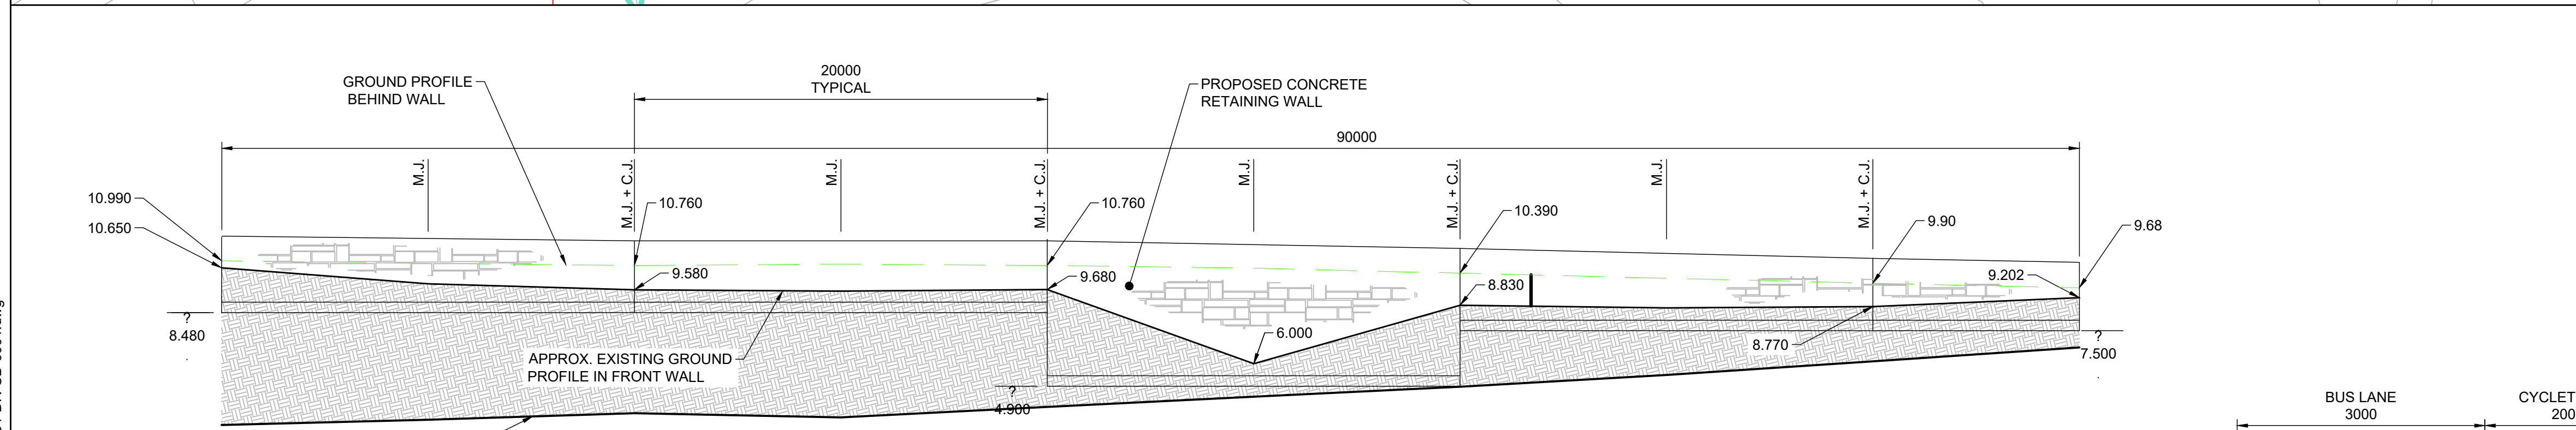 GROUND PROFILE
BEHIND WALL
20000
TYPICAL
PROPOSED CONCRETE
RETAINING WALL
90000
M.J.
M.J. + C.J.
M.J.
M.J. + C.J.
M.J.
M.J. + C.J.
M.J.
M.J. + C.J.
10.990
10.650
10.760
10.760
10.390
9.90
9.68
9.580
9.680
8.830
9.202
6.000
8.770
?
8.480
.
APPROX. EXISTING GROUND
PROFILE IN FRONT WALL
?
4.900
?
7.500
.
BUS LANE
3000
CYCLET
200